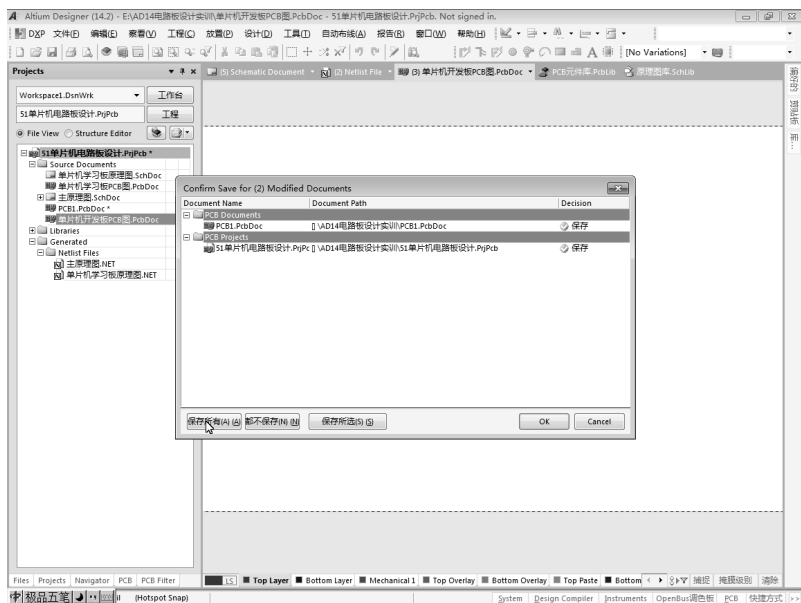 Altium Designer (14.2) - E:\AD14电路板设计实训\单片机开发板PCB图.PcbDoc - 51单片机电路板设计.PrjPcb. Not signed in.
DXP 文件(F) 编辑(E) 察看(V) 工程(C) 放置(P) 设计(D) 工具(T) 自动布线(A) 报告(R) 窗口(W) 帮助(H)
[No Variations]
Projects
(5) Schematic Document (2) Netlist File (3) 单片机开发板PCB图.PcbDoc PCB元件库.PcbLib 原理图库.SchLib
Workspace1.DsnWrk 工作台
51单片机电路板设计.PrjPcb 工程
File View Structure Editor
51单片机电路板设计.PrjPcb *
Source Documents
单片机学习板原理图.SchDoc
单片机学习板PCB图.PcbDoc
主原理图.SchDoc
PCB1.PcbDoc *
单片机开发板PCB图.PcbDoc
Libraries
Generated
Netlist Files
主原理图.NET
单片机学习板原理图.NET
Confirm Save for (2) Modified Documents
Document Name Document Path Decision
PCB Documents
PCB1.PcbDoc \AD14电路板设计实训\PCB1.PcbDoc 保存
PCB Projects
51单片机电路板设计.PrjPc \AD14电路板设计实训\51单片机电路板设计.PrjPcb 保存
保存所有(A) (A) 都不保存(N) (N) 保存所选(S) (S) OK Cancel
剪贴板
库...
Files Projects Navigator PCB PCB Filter
LS Top Layer Bottom Layer Mechanical 1 Top Overlay Bottom Overlay Top Paste Bottom 捕捉 掩膜级别 清除
极品五笔 (Hotspot Snap) System Design Compiler Instruments OpenBus调色板 PCB 快捷方式 >>